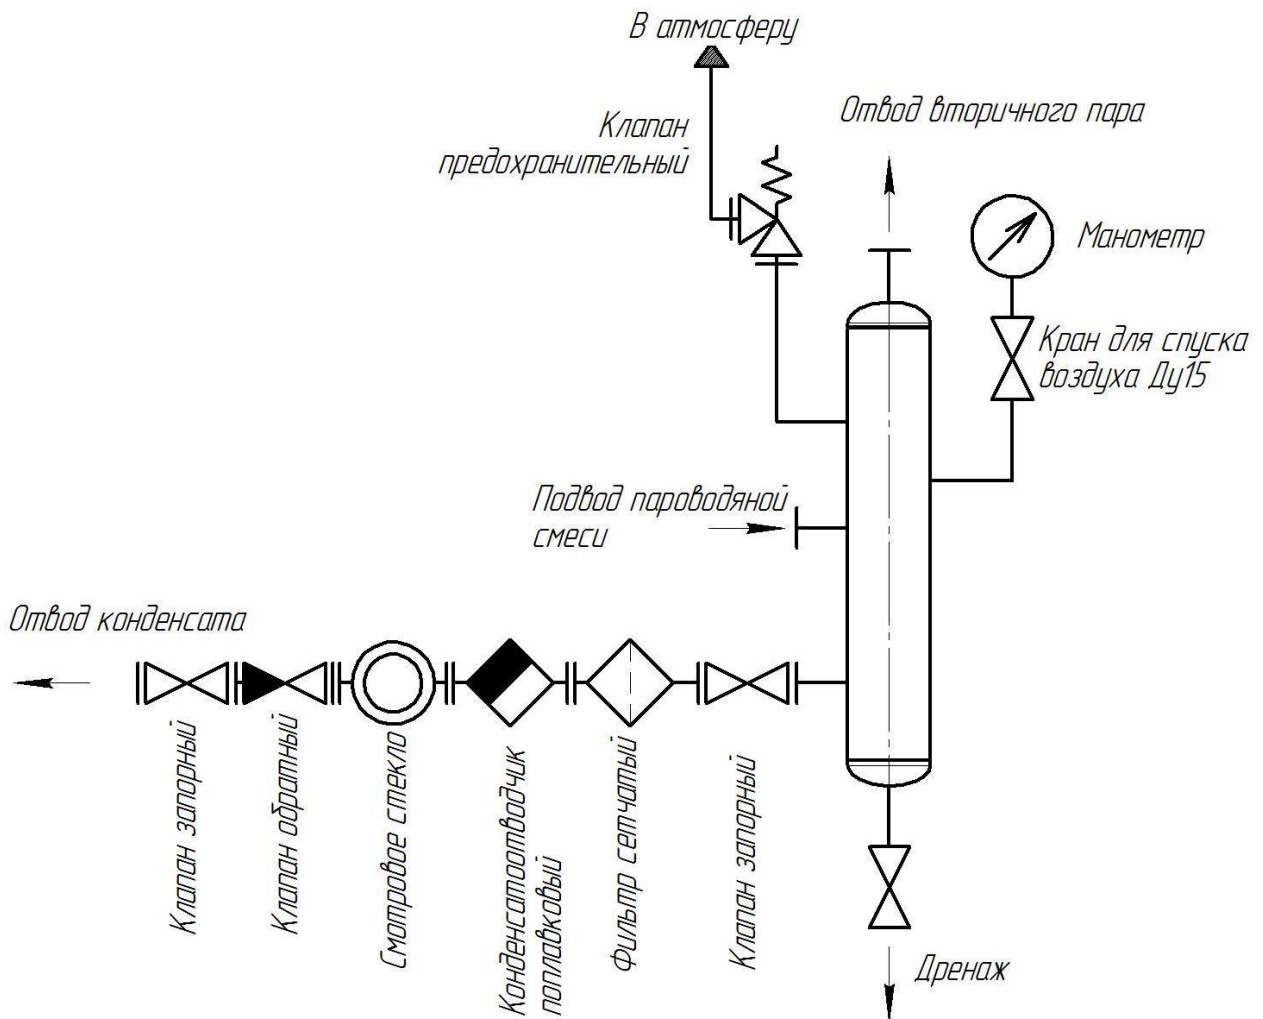 В атмосферу
Отвод вторичного пара
Клапан
предохранительный
Манометр
Кран для спуска
воздуха Ду15
Подвод пароводяной
смеси
Отвод конденсата
Клапан запорный
Клапан обратный
Смотровое стекло
Конденсатоотводчик
поплавковый
Фильтр сетчатый
Клапан запорный
Дренаж